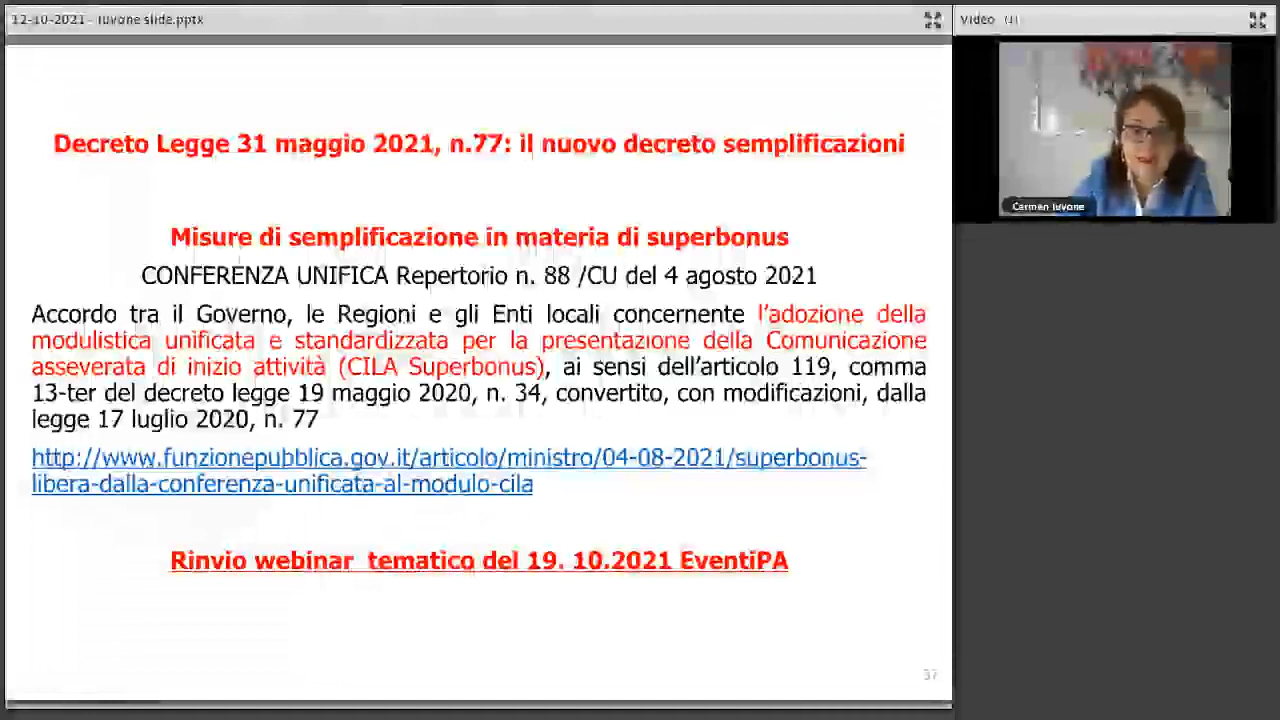 12-10-2021 - Iuvone slide.pptx
Video (1)
Decreto Legge 31 maggio 2021, n.77: il nuovo decreto semplificazioni
Carmen Iuvone
Misure di semplificazione in materia di superbonus
CONFERENZA UNIFICA Repertorio n. 88 /CU del 4 agosto 2021
Accordo tra il Governo, le Regioni e gli Enti locali concernente l'adozione della
modulistica unificata e standardizzata per la presentazione della Comunicazione
asseverata di inizio attività (CILA Superbonus), ai sensi dell'articolo 119, comma
13-ter del decreto legge 19 maggio 2020, n. 34, convertito, con modificazioni, dalla
legge 17 luglio 2020, n. 77
http://www.funzionepubblica.gov.it/articolo/ministro/04-08-2021/superbonus-
libera-dalla-conferenza-unificata-al-modulo-cila
Rinvio webinar tematico del 19. 10.2021 EventiPA
37